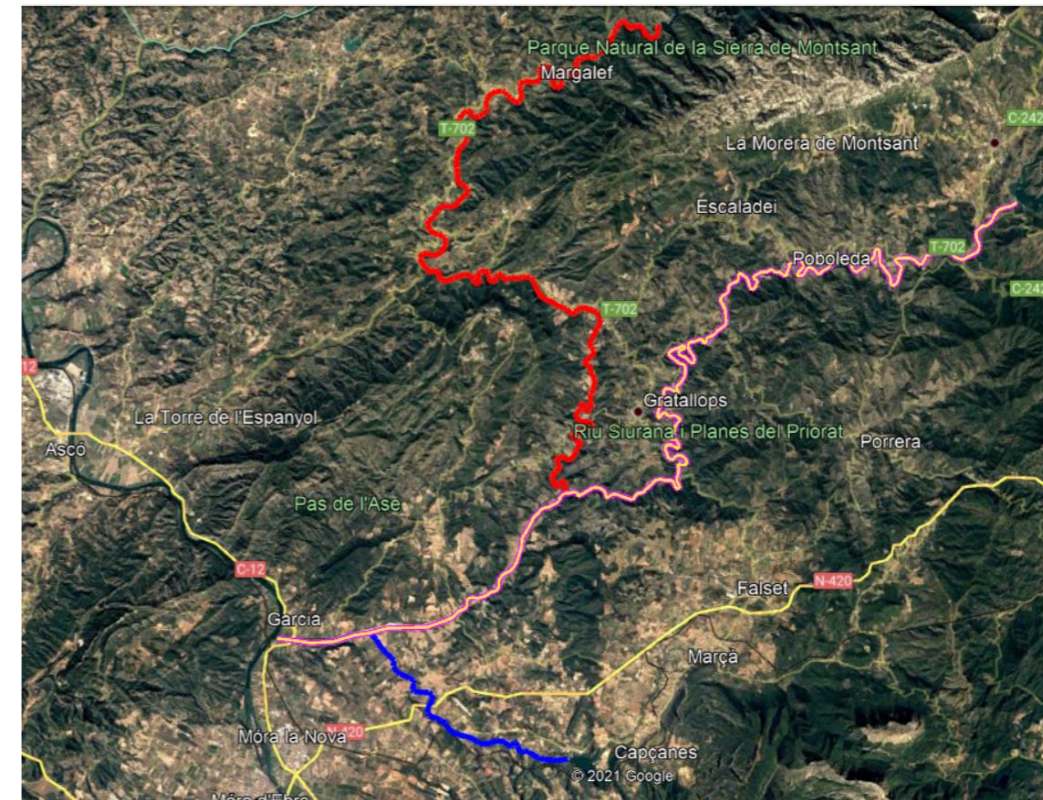 Parque Natural de la Sierra de Montsant
Margalef
C-242
T-702
La Morera de Montsant
Escaladei
T-702
Poboleda
C-242
T-702
12
Gratallops
La Torre de l'Espanyol
Riu Siurana i Planes del Priorat
Porrera
Ascó
Pas de l'Ase
C-12
N-420
Falset
Garcia
Marçà
N-420
Móra la Nova
Capçanes
© 2021 Google
Móra d'Ebre